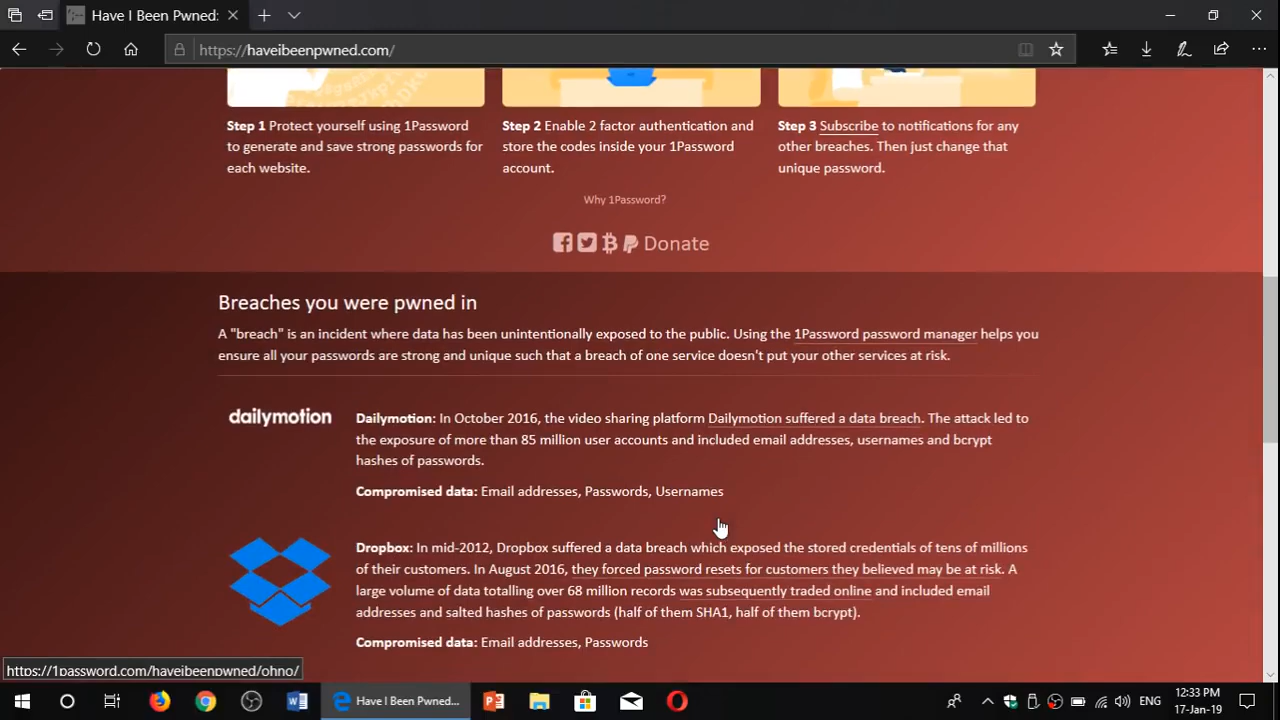 Have I Been Pwned:
https://haveibeenpwned.com/
Step 1 Protect yourself using 1Password
to generate and save strong passwords for
each website.
Step 2 Enable 2 factor authentication and
store the codes inside your 1Password
account.
Step 3 Subscribe to notifications for any
other breaches. Then just change that
unique password.
Why 1Password?
Donate
Breaches you were pwned in
A "breach" is an incident where data has been unintentionally exposed to the public. Using the 1Password password manager helps you
ensure all your passwords are strong and unique such that a breach of one service doesn't put your other services at risk.
dailymotion
Dailymotion: In October 2016, the video sharing platform Dailymotion suffered a data breach. The attack led to
the exposure of more than 85 million user accounts and included email addresses, usernames and bcrypt
hashes of passwords.
Compromised data: Email addresses, Passwords, Usernames
Dropbox: In mid-2012, Dropbox suffered a data breach which exposed the stored credentials of tens of millions
of their customers. In August 2016, they forced password resets for customers they believed may be at risk. A
large volume of data totalling over 68 million records was subsequently traded online and included email
addresses and salted hashes of passwords (half of them SHA1, half of them bcrypt).
Compromised data: Email addresses, Passwords
https://1password.com/haveibeenpwned/ohno/
Have I Been Pwned...
ENG
12:33 PM
17-Jan-19